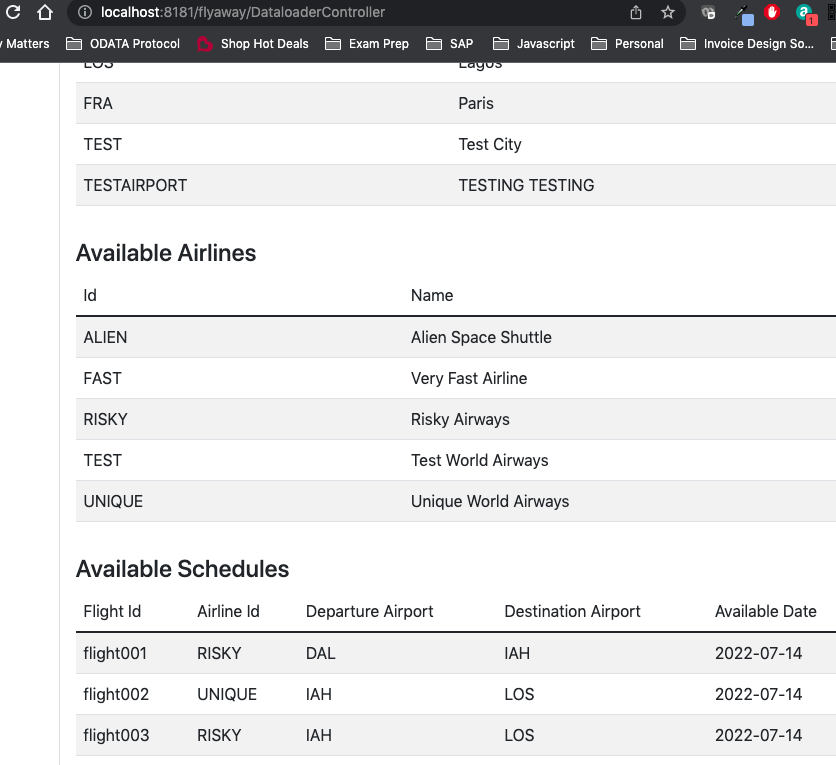 localhost:8181/flyaway/DataloaderController
1
Matters ODATA Protocol Shop Hot Deals Exam Prep SAP Javascript Personal Invoice Design So...
LOS Lagos
FRA Paris
TEST Test City
TESTAIRPORT TESTING TESTING
Available Airlines
Id Name
ALIEN Alien Space Shuttle
FAST Very Fast Airline
RISKY Risky Airways
TEST Test World Airways
UNIQUE Unique World Airways
Available Schedules
Flight Id Airline Id Departure Airport Destination Airport Available Date
flight001 RISKY DAL IAH 2022-07-14
flight002 UNIQUE IAH LOS 2022-07-14
flight003 RISKY IAH LOS 2022-07-14